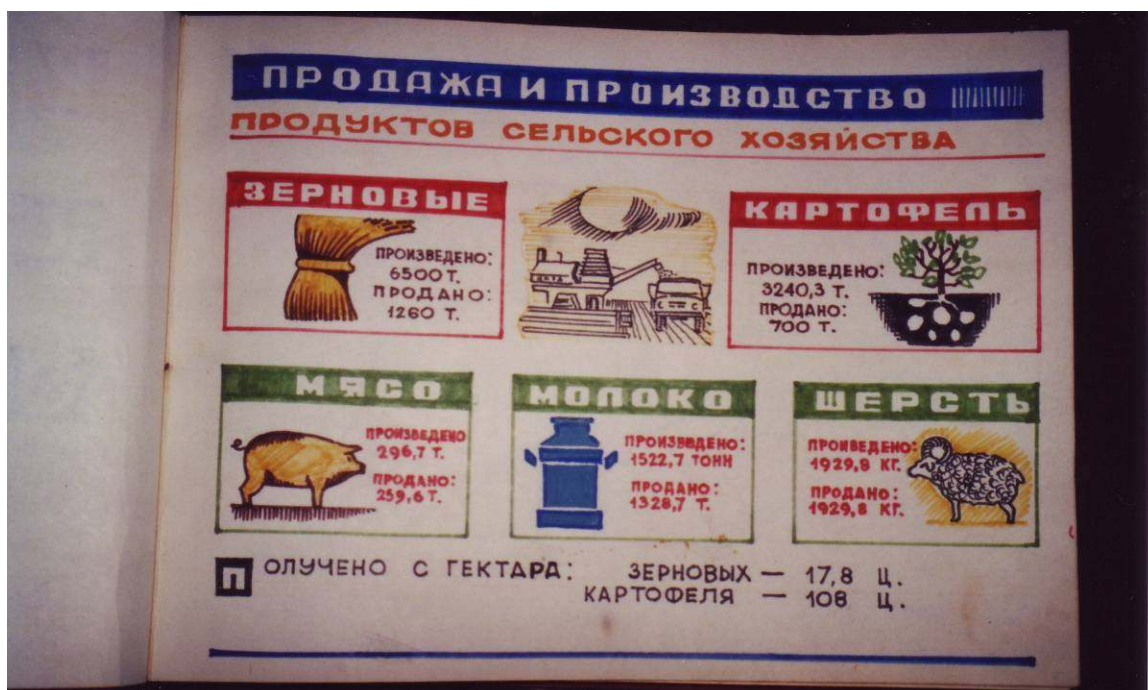 ПРОДАЖА И ПРОИЗВОДСТВО
ПРОДУКТОВ СЕЛЬСКОГО ХОЗЯЙСТВА
ЗЕРНОВЫЕ
ПРОИЗВЕДЕНО:
6500 Т.
ПРОДАНО:
1260 Т.
КАРТОФЕЛЬ
ПРОИЗВЕДЕНО:
3240,3 Т.
ПРОДАНО:
700 Т.
МЯСО
ПРОИЗВЕДЕНО
296,7 Т.
ПРОДАНО:
259,6 Т.
МОЛОКО
ПРОИЗВЕДЕНО:
1522,7 ТОНН
ПРОДАНО:
1328,7 Т.
ШЕРСТЬ
ПРОИВЕДЕНО:
1929,8 КГ.
ПРОДАНО:
1929,8 КГ.
ПОЛУЧЕНО С ГЕКТАРА: ЗЕРНОВЫХ — 17,8 Ц.
КАРТОФЕЛЯ — 108 Ц.